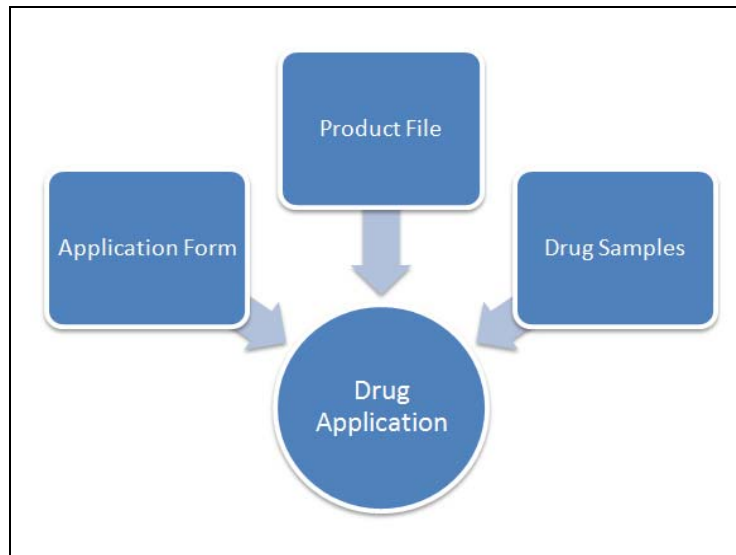 Product File
Application Form
Drug Samples
Drug
Application